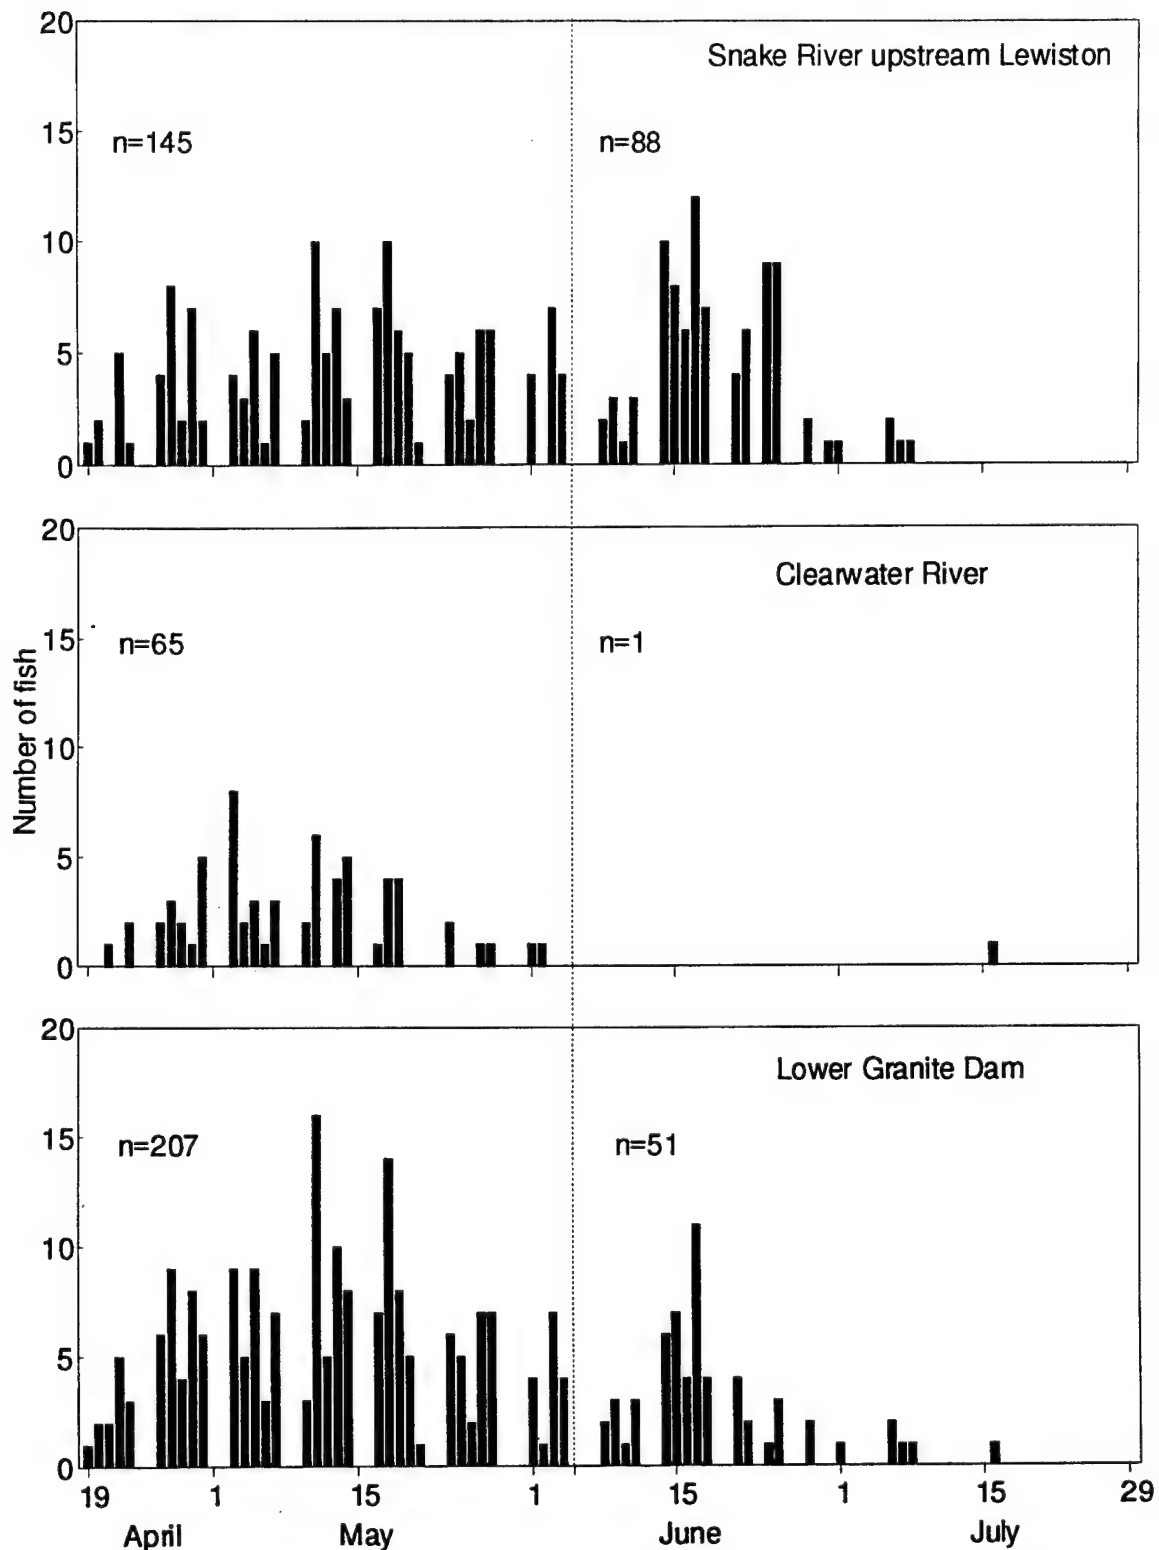 20
Snake River upstream Lewiston
15
n=145
n=88
10
5
0
20
Clearwater River
15
n=65
n=1
Number of fish
10
5
0
20
Lower Granite Dam
15
n=207
n=51
10
5
0
19 1 15 1 15 1 15 29
April May June July